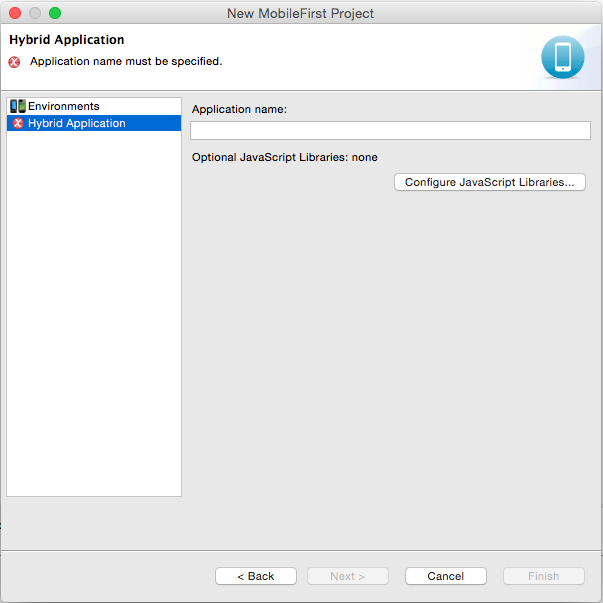 New MobileFirst Project
Hybrid Application
Application name must be specified.
Environments
Hybrid Application
Application name:
Optional JavaScript Libraries: none
Configure JavaScript Libraries...
< Back
Next >
Cancel
Finish